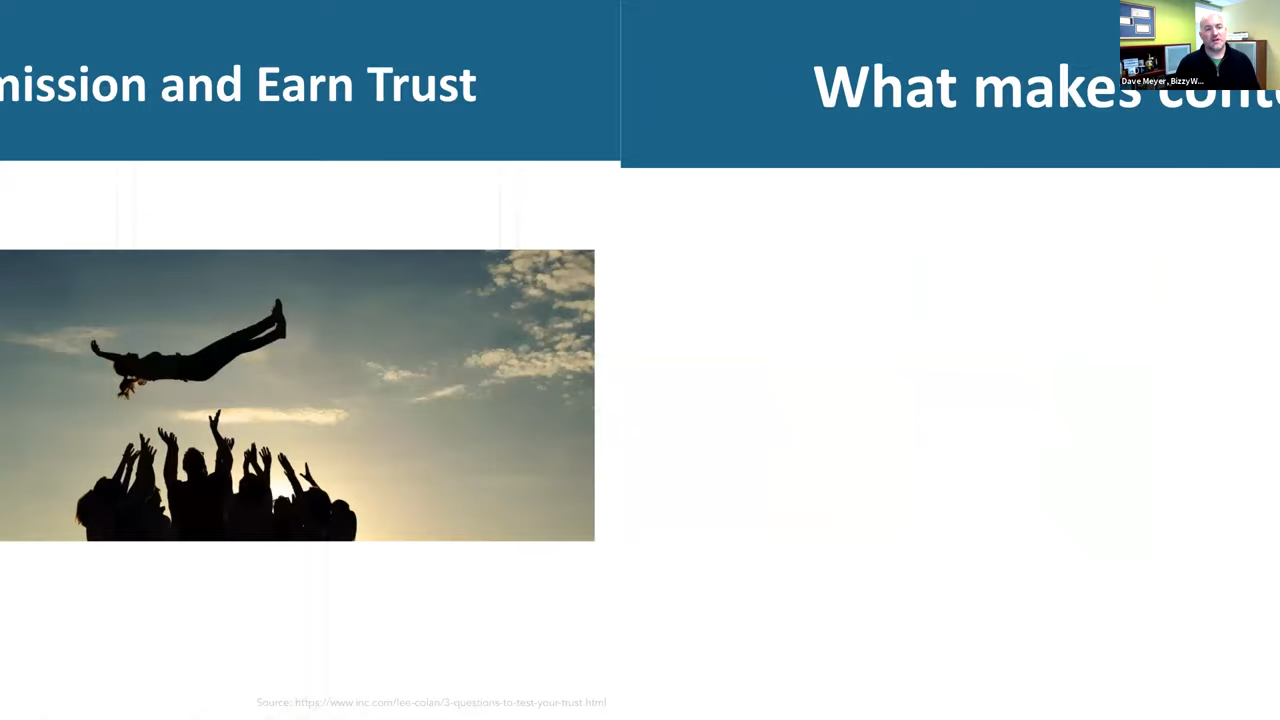 mission and Earn Trust
What makes conte
Dave Meyer, BizzyW...
Source: https://www.inc.com/lee-colan/3-questions-to-test-your-trust.html